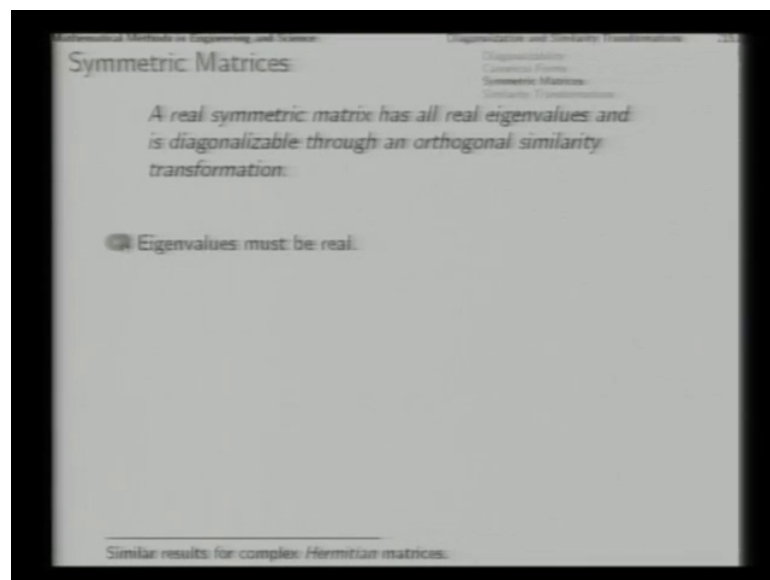 Mathematical Methods in Engineering and Science
Diagonalization and Similarity Transformations
Symmetric Matrices
Diagonalizability
Canonical Forms
Symmetric Matrices
Similarity Transformations
A real symmetric matrix has all real eigenvalues and
is diagonalizable through an orthogonal similarity
transformation.
Eigenvalues must be real.
Similar results for complex Hermitian matrices.